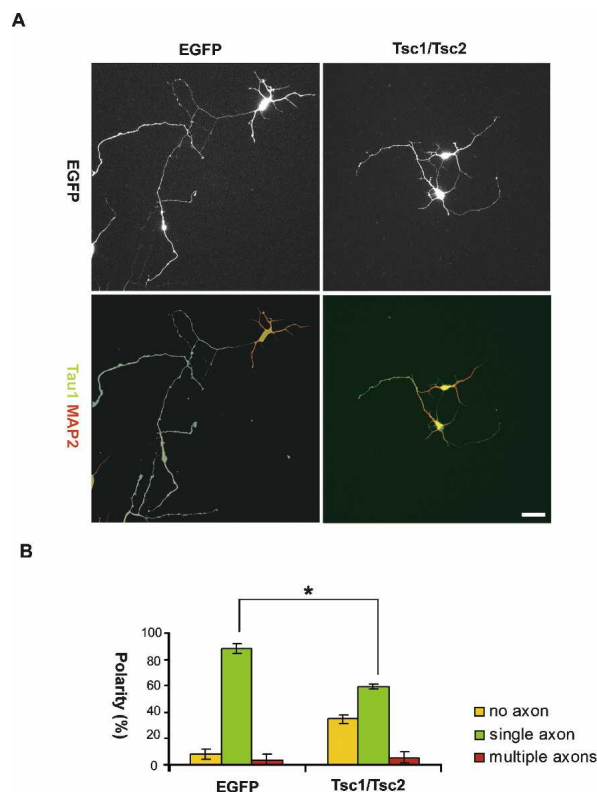 A
EGFP Tsc1/Tsc2
EGFP
Tau1 MAP2
B
*
Polarity (%)
100
80
60
40
20
0
EGFP Tsc1/Tsc2
no axon
single axon
multiple axons